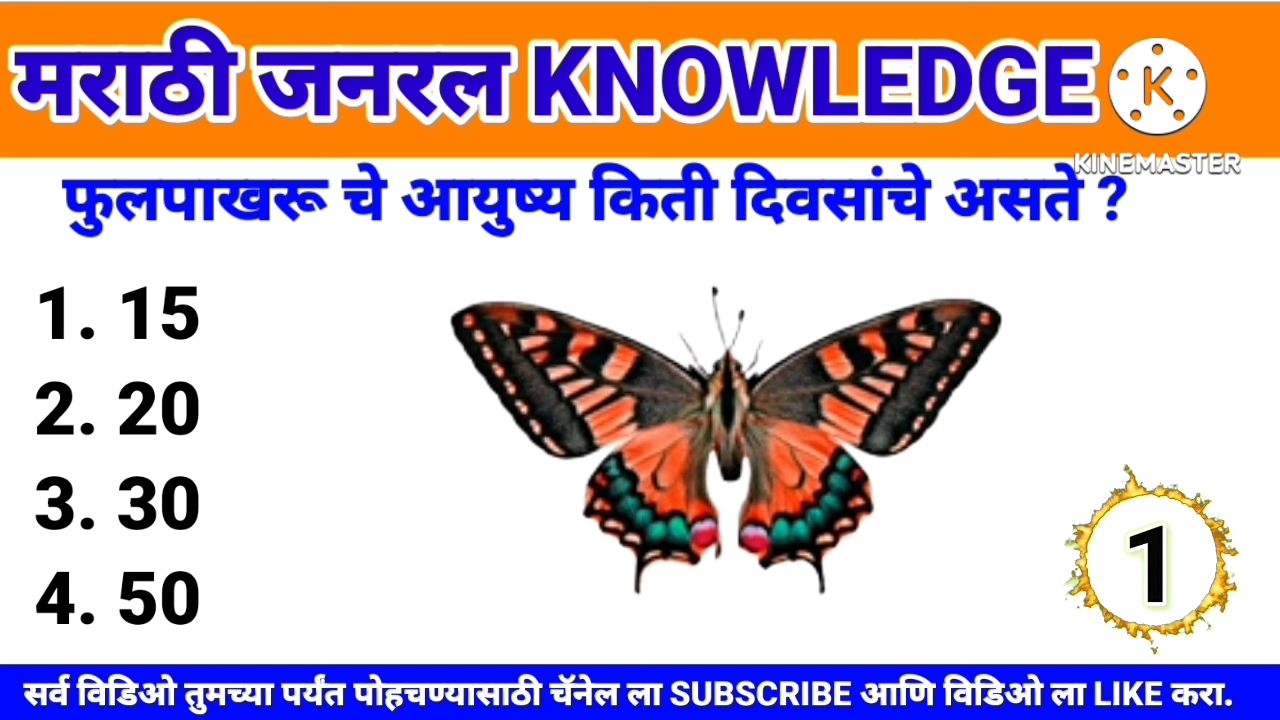 मराठी जनरल KNOWLEDGE
K
KINEMASTER
फुलपाखरू चे आयुष्य किती दिवसांचे असते ?
1. 15
2. 20
3. 30
4. 50
1
सर्व विडिओ तुमच्या पर्यंत पोहचण्यासाठी चॅनेल ला SUBSCRIBE आणि विडिओ ला LIKE करा.